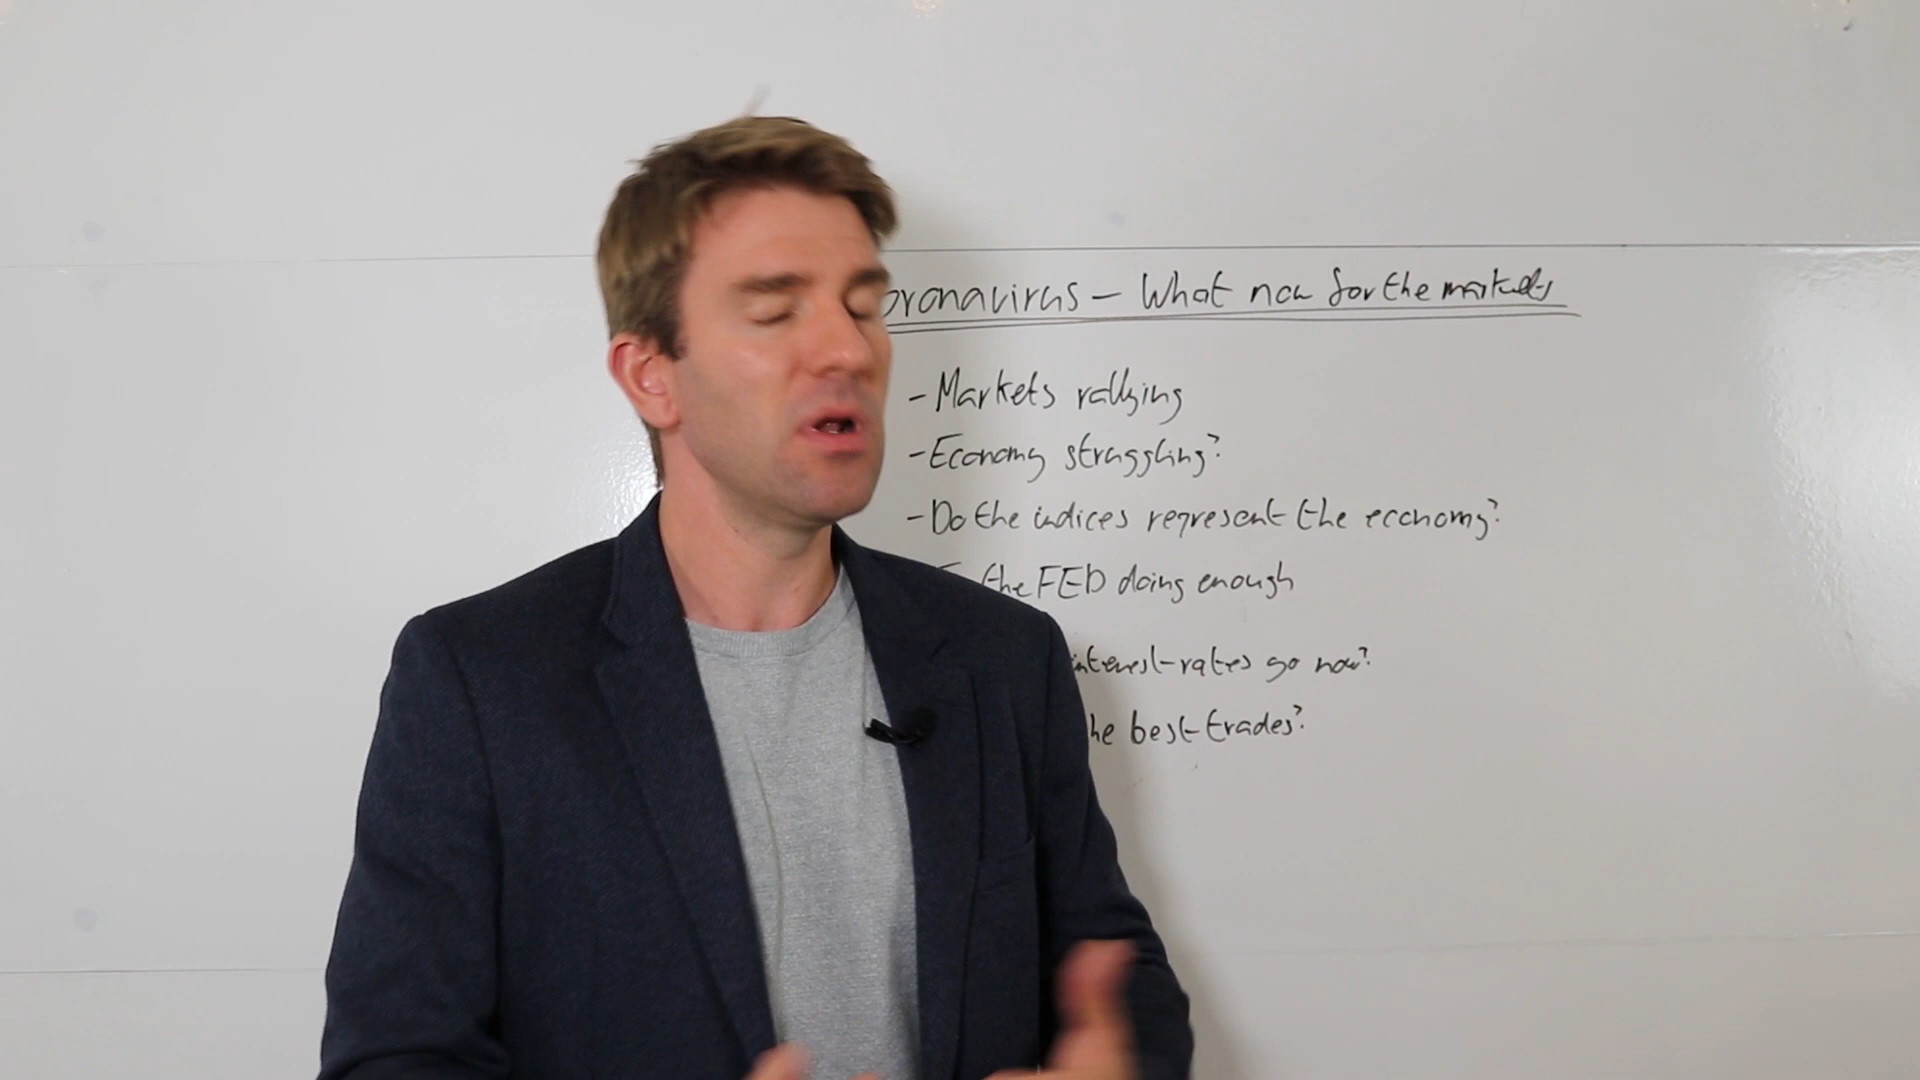 oronavirus - What now for the markets
- Markets rallying
- Economy struggling?
- Do the indices represent the economy?
the FED doing enough
interest rates go now?
he best trades?